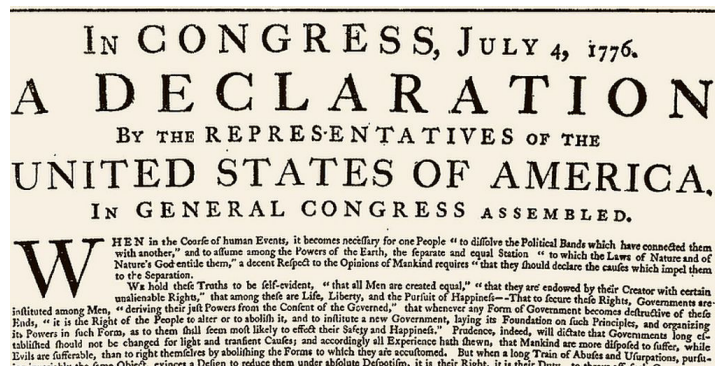 IN CONGRESS, JULY 4, 1776.
A DECLARATION
BY THE REPRESENTATIVES OF THE
UNITED STATES OF AMERICA,
IN GENERAL CONGRESS ASSEMBLED.
WHEN in the Courſe of human Events, it becomes neceſſary for one People “ to diſſolve the Political Bands which have connected them
with another,” and to aſſume among the Powers of the Earth, the ſeparate and equal Station “ to which the Laws of Nature and of
Nature's God entitle them,” a decent Reſpect to the Opinions of Mankind requires “ that they ſhould declare the cauſes which impel them
to the Separation.
WE hold theſe Truths to be ſelf-evident, “ that all Men are created equal,” “ that they are endowed by their Creator with certain
unalienable Rights,” that among theſe are Life, Liberty, and the Purſuit of Happineſs--That to ſecure theſe Rights, Governments are
inſtituted among Men, “ deriving their juſt Powers from the Conſent of the Governed,” that whenever any Form of Government becomes deſtructive of theſe
Ends, “ it is the Right of the People to alter or to aboliſh it, and to inſtitute a new Government, laying its Foundation on ſuch Principles, and organizing
its Powers in ſuch Form, as to them ſhall ſeem moſt likely to effect their Safety and Happineſs.” Prudence, indeed, will dictate that Governments long eſ-
tabliſhed ſhould not be changed for light and tranſient Cauſes; and accordingly all Experience hath ſhewn, that Mankind are more diſpoſed to ſuffer, while
Evils are ſufferable, than to right themſelves by aboliſhing the Forms to which they are accuſtomed. But when a long Train of Abuſes and Uſurpations, purſu-
the ſame Object, evinces a Deſign to reduce them under abſolute Deſpotiſm, it is their Right, it is their Duty, to throw off